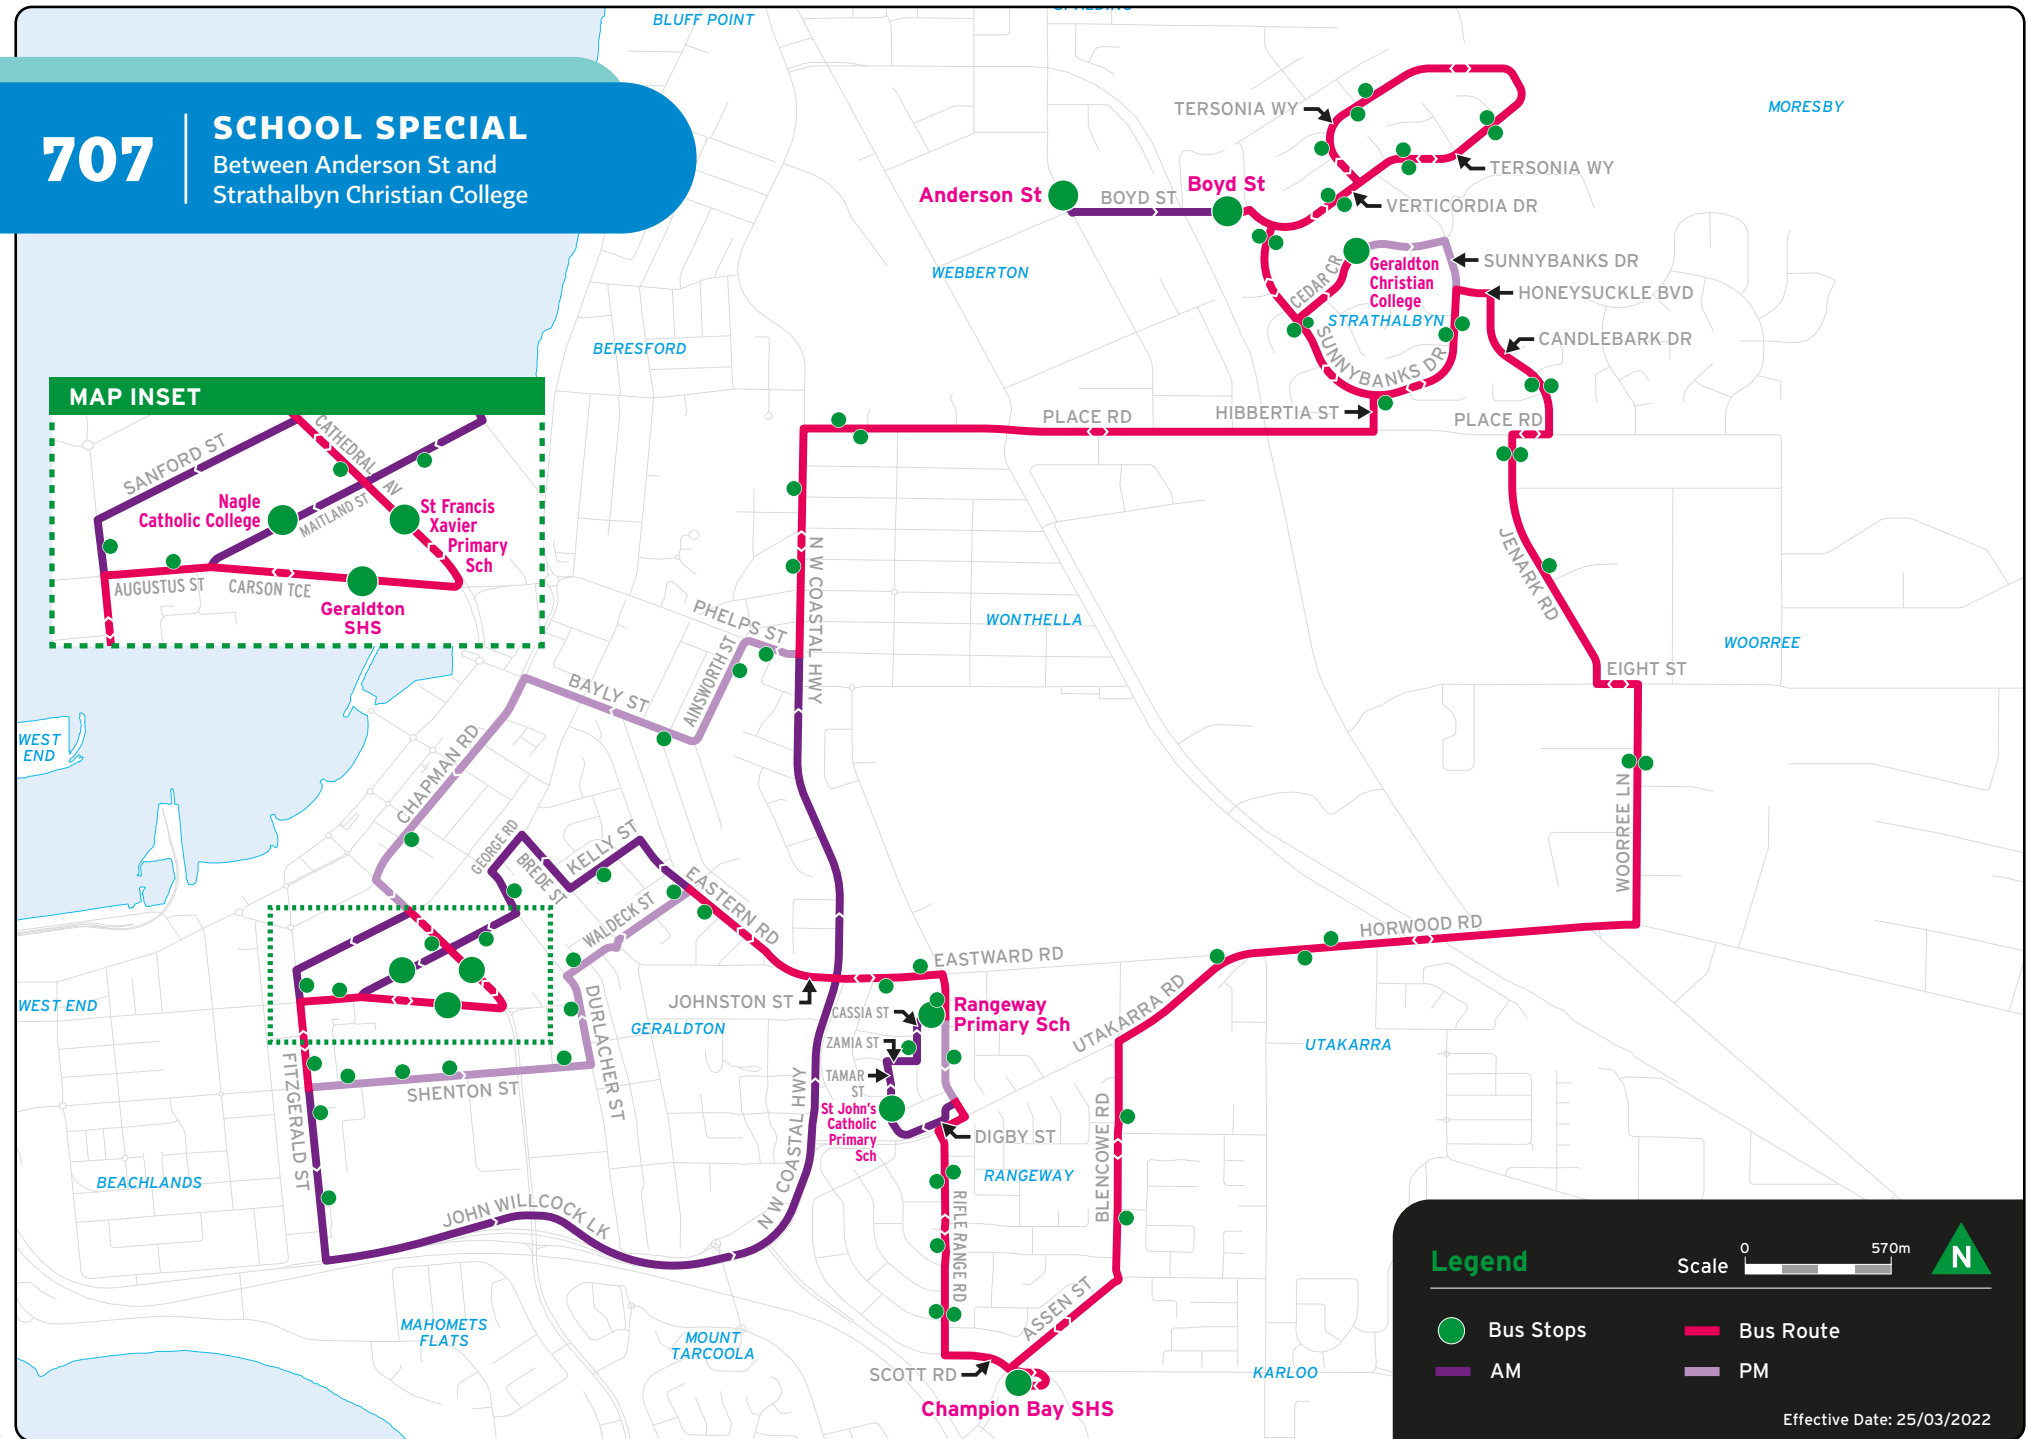 BLUFF POINT
707
SCHOOL SPECIAL
Between Anderson St and
Strathalbyn Christian College
MORESBY
TERSONIA WY
TERSONIA WY
Anderson St
BOYD ST
Boyd St
VERTICORDIA DR
WEBBERTON
CEDAR CR
Geraldton
Christian
College
SUNNYBANKS DR
HONEYSUCKLE BVD
STRATHALBYN
SUNNYBANKS DR
CANDLEBARK DR
BERESFORD
HIBBERTIA ST
PLACE RD
PLACE RD
MAP INSET
SANFORD ST
CATHEDRAL AV
Nagle
Catholic College
MAITLAND ST
St Francis
Xavier
Primary
Sch
AUGUSTUS ST
CARSON TCE
Geraldton
SHS
N W COASTAL HWY
JENARK RD
PHELPS ST
WONTHELLA
WOORREE
AINSWORTH ST
BAYLY ST
EIGHT ST
WEST
END
CHAPMAN RD
WOORREE LN
GEORGE RD
BREDE ST
KELLY ST
EASTERN RD
WALDECK ST
HORWOOD RD
EASTWARD RD
JOHNSTON ST
WEST END
DURLACHER ST
GERALDTON
CASSIA ST
Rangeway
Primary Sch
ZAMIA ST
UTAKARRA RD
UTAKARRA
TAMAR
ST
FITZGERALD ST
SHENTON ST
N W COASTAL HWY
St John's
Catholic
Primary
Sch
DIGBY ST
BLENCOWE RD
RANGEWAY
BEACHLANDS
JOHN WILLCOCK LK
RIFLE RANGE RD
ASSEN ST
MAHOMETS
FLATS
MOUNT
TARCOOLA
SCOTT RD
KARLOO
Champion Bay SHS
Legend
Scale
0
570m
N
Bus Stops
Bus Route
AM
PM
Effective Date: 25/03/2022